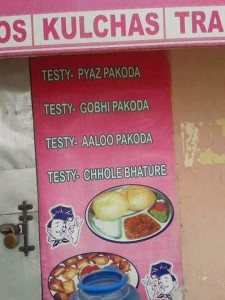 OS KULCHAS TRA
TESTY- PYAZ PAKODA
TESTY- GOBHI PAKODA
TESTY- AALOO PAKODA
TESTY- CHHOLE BHATURE